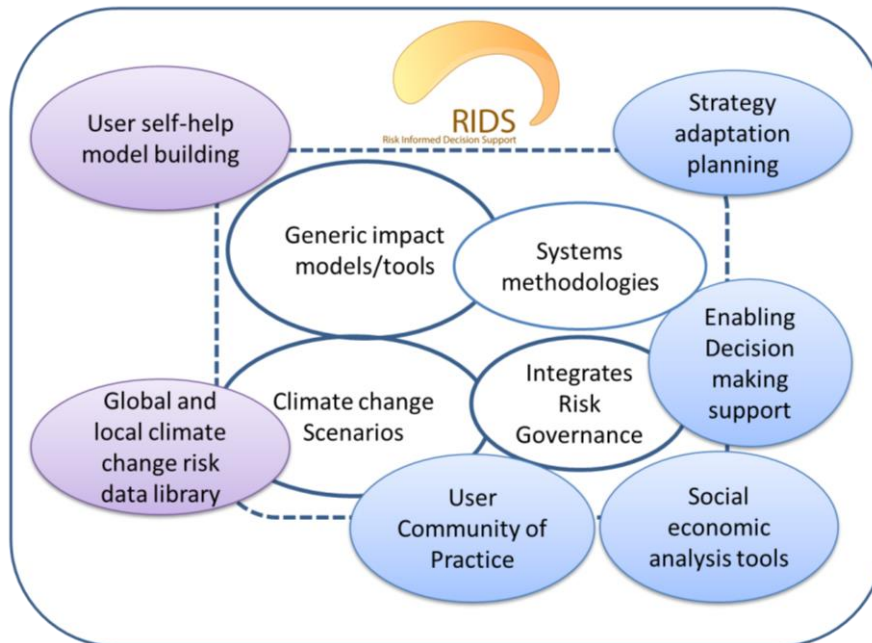 RIDS
Risk Informed Decision Support
User self-help
model building
Strategy
adaptation
planning
Generic impact
models/tools
Systems
methodologies
Enabling
Decision
making
support
Global and
local climate
change risk
data library
Climate change
Scenarios
Integrates
Risk
Governance
User
Community of
Practice
Social
economic
analysis tools